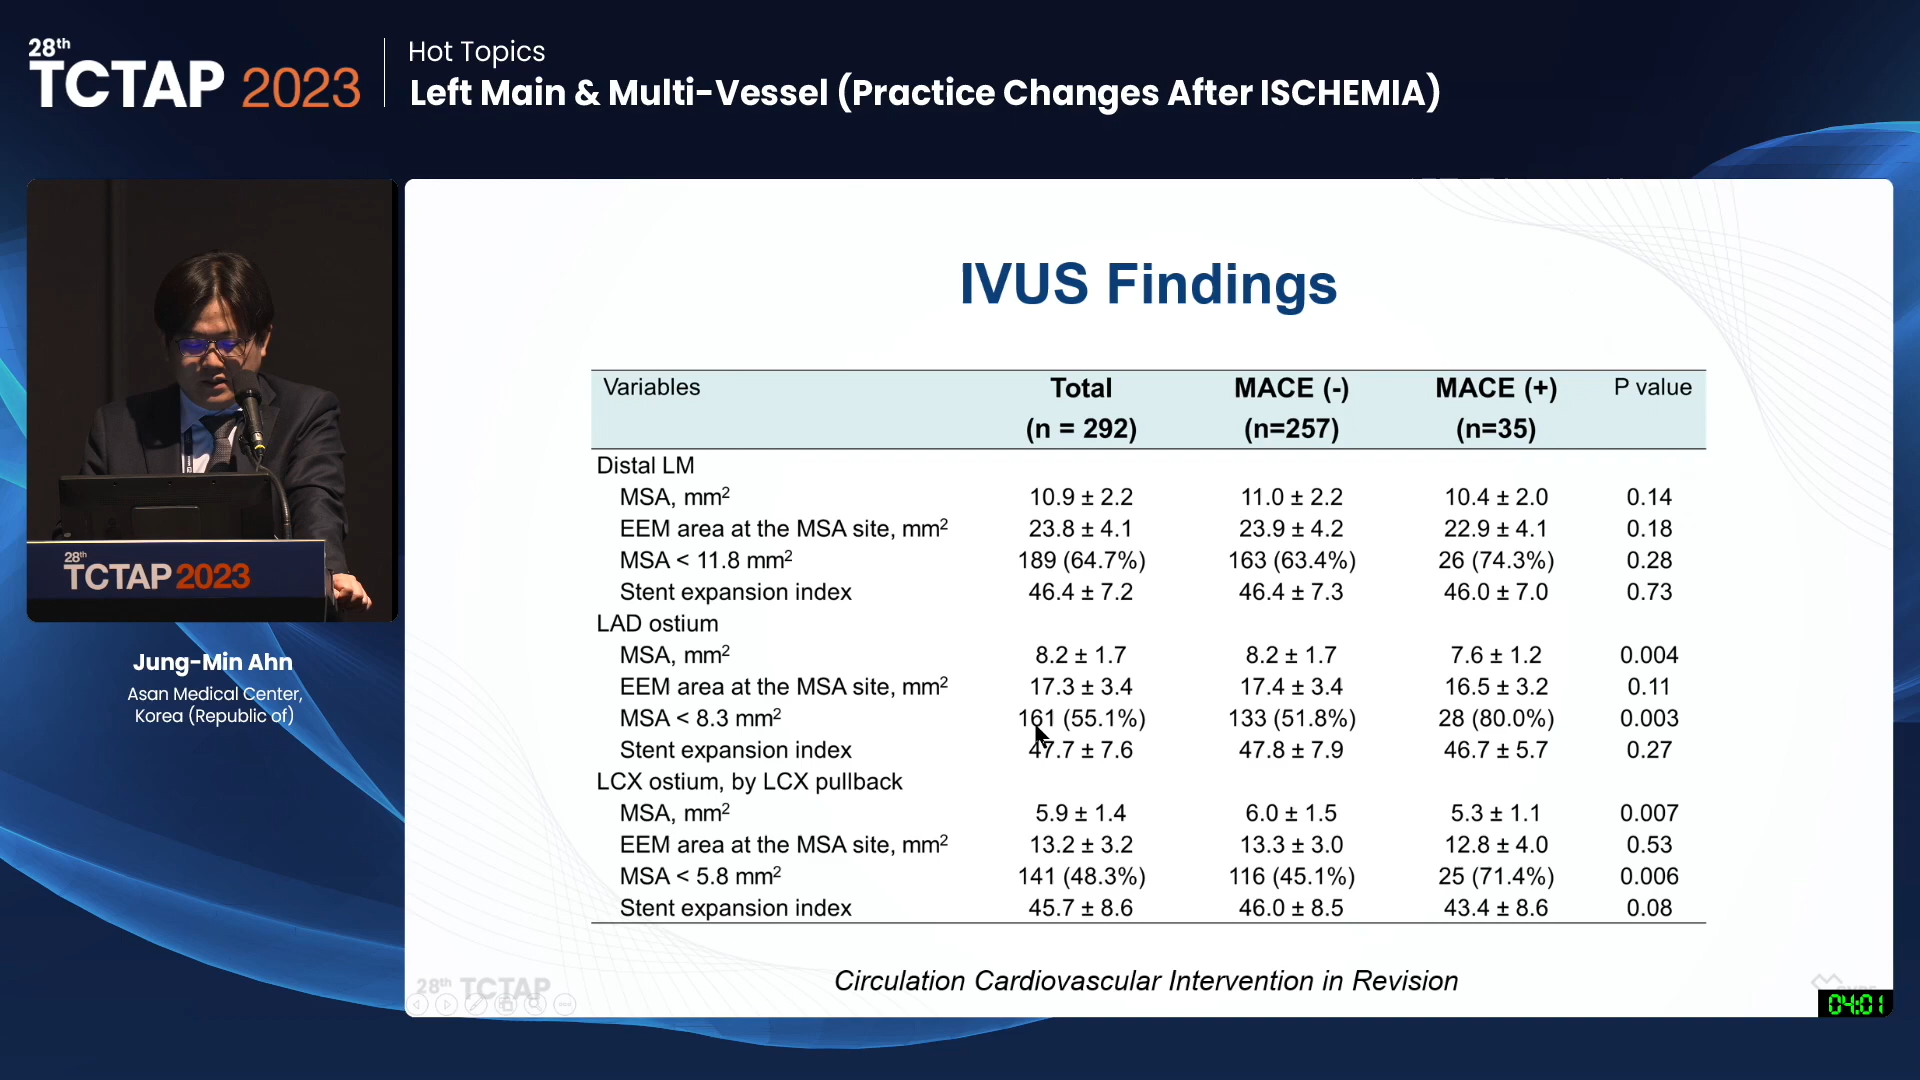 28th
TCTAP 2023
Hot Topics
Left Main & Multi-Vessel (Practice Changes After ISCHEMIA)
28th
TCTAP 2023
Jung-Min Ahn
Asan Medical Center,
Korea (Republic of)
IVUS Findings
Variables Total MACE (-) MACE (+) P value
(n = 292) (n=257) (n=35)
Distal LM
MSA, mm² 10.9 ± 2.2 11.0 ± 2.2 10.4 ± 2.0 0.14
EEM area at the MSA site, mm² 23.8 ± 4.1 23.9 ± 4.2 22.9 ± 4.1 0.18
MSA < 11.8 mm² 189 (64.7%) 163 (63.4%) 26 (74.3%) 0.28
Stent expansion index 46.4 ± 7.2 46.4 ± 7.3 46.0 ± 7.0 0.73
LAD ostium
MSA, mm² 8.2 ± 1.7 8.2 ± 1.7 7.6 ± 1.2 0.004
EEM area at the MSA site, mm² 17.3 ± 3.4 17.4 ± 3.4 16.5 ± 3.2 0.11
MSA < 8.3 mm² 161 (55.1%) 133 (51.8%) 28 (80.0%) 0.003
Stent expansion index 47.7 ± 7.6 47.8 ± 7.9 46.7 ± 5.7 0.27
LCX ostium, by LCX pullback
MSA, mm² 5.9 ± 1.4 6.0 ± 1.5 5.3 ± 1.1 0.007
EEM area at the MSA site, mm² 13.2 ± 3.2 13.3 ± 3.0 12.8 ± 4.0 0.53
MSA < 5.8 mm² 141 (48.3%) 116 (45.1%) 25 (71.4%) 0.006
Stent expansion index 45.7 ± 8.6 46.0 ± 8.5 43.4 ± 8.6 0.08
Circulation Cardiovascular Intervention in Revision
28th TCTAP
04:01